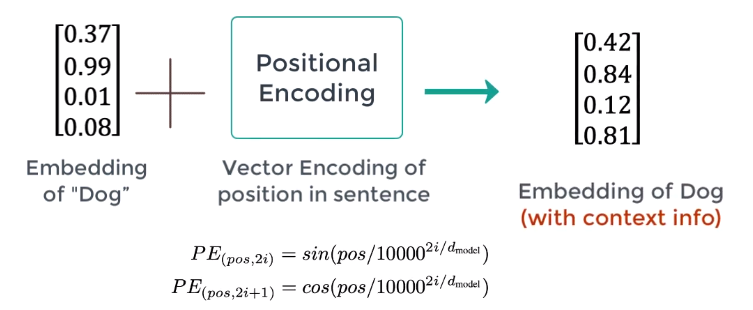 [0.37]
[0.99]
[0.01]
[0.08]
Embedding
of "Dog”
+
Positional
Encoding
Vector Encoding of
position in sentence
[0.42]
[0.84]
[0.12]
[0.81]
Embedding of Dog
(with context info)
PE(pos,2i) = sin(pos/10000^2i/d_model)
PE(pos,2i+1) = cos(pos/10000^2i/d_model)